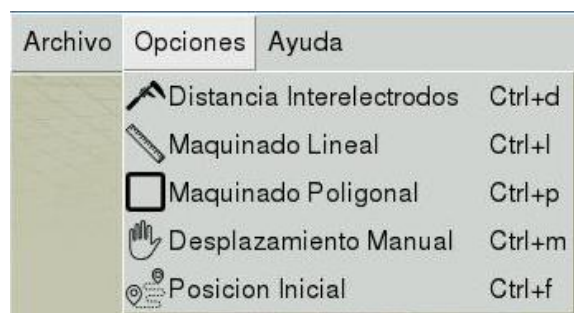 Archivo Opciones Ayuda
Distancia Interelectrodos Ctrl+d
Maquinado Lineal Ctrl+l
Maquinado Poligonal Ctrl+p
Desplazamiento Manual Ctrl+m
Posicion Inicial Ctrl+f